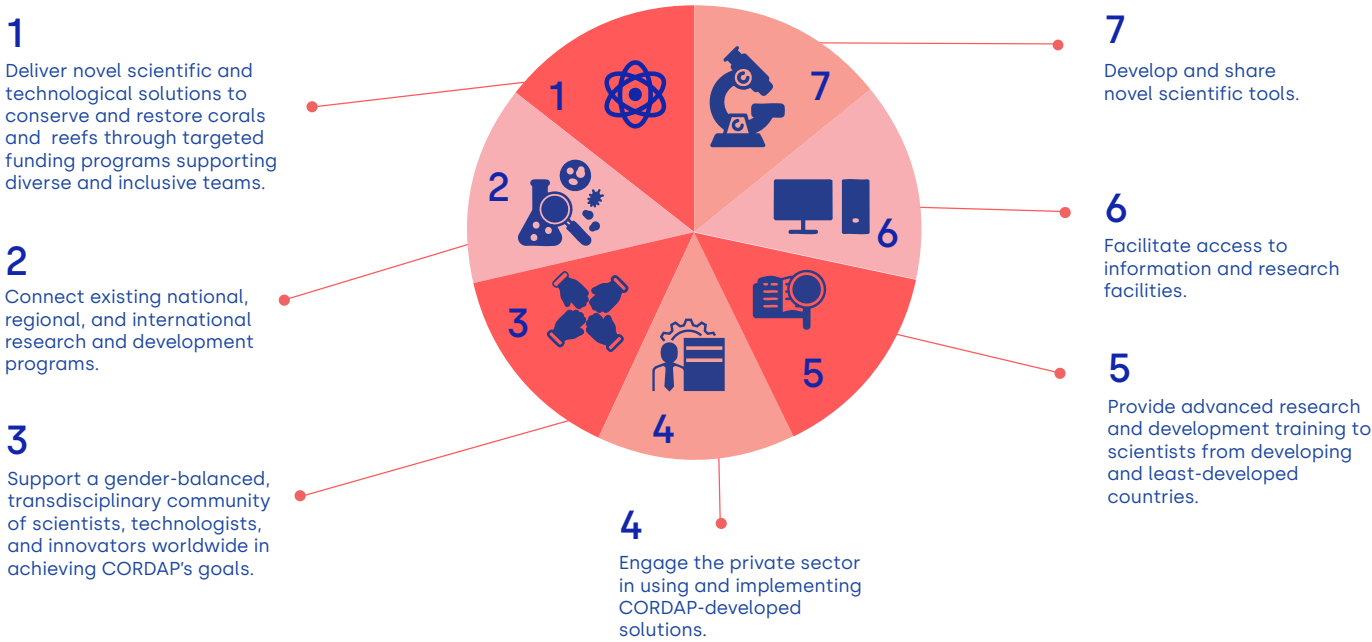 1
Deliver novel scientific and
technological solutions to
conserve and restore corals
and reefs through targeted
funding programs supporting
diverse and inclusive teams.
2
Connect existing national,
regional, and international
research and development
programs.
3
Support a gender-balanced,
transdisciplinary community
of scientists, technologists,
and innovators worldwide in
achieving CORDAP's goals.
1
2
3
4
5
6
7
4
Engage the private sector
in using and implementing
CORDAP-developed
solutions.
7
Develop and share
novel scientific tools.
6
Facilitate access to
information and research
facilities.
5
Provide advanced research
and development training to
scientists from developing
and least-developed
countries.